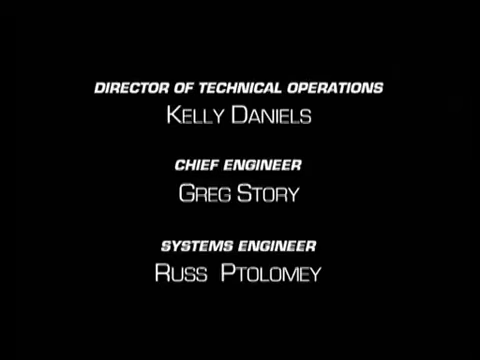 DIRECTOR OF TECHNICAL OPERATIONS
KELLY DANIELS
CHIEF ENGINEER
GREG STORY
SYSTEMS ENGINEER
RUSS PTOLOMEY